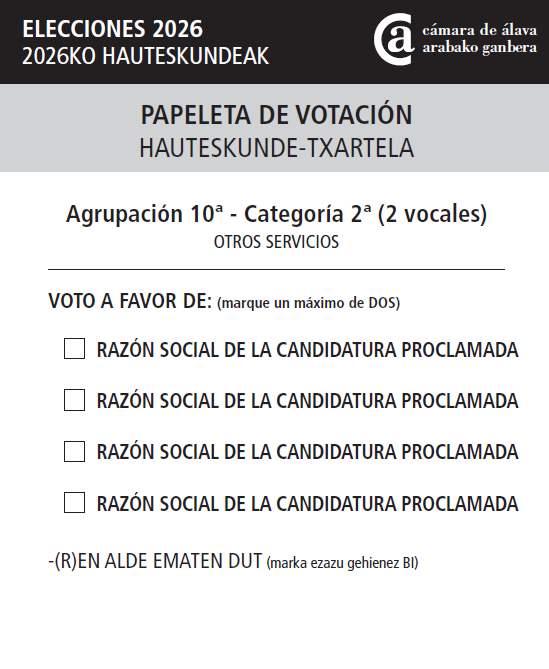 ELECCIONES 2026
2026KO HAUTESKUNDEAK
cámara de álava
arabako ganbera
PAPELETA DE VOTACIÓN
HAUTESKUNDE-TXARTELA
Agrupación 10ª - Categoría 2ª (2 vocales)
OTROS SERVICIOS
VOTO A FAVOR DE: (marque un máximo de DOS)
RAZÓN SOCIAL DE LA CANDIDATURA PROCLAMADA
RAZÓN SOCIAL DE LA CANDIDATURA PROCLAMADA
RAZÓN SOCIAL DE LA CANDIDATURA PROCLAMADA
RAZÓN SOCIAL DE LA CANDIDATURA PROCLAMADA
-(R)EN ALDE EMATEN DUT (marka ezazu gehienez BI)